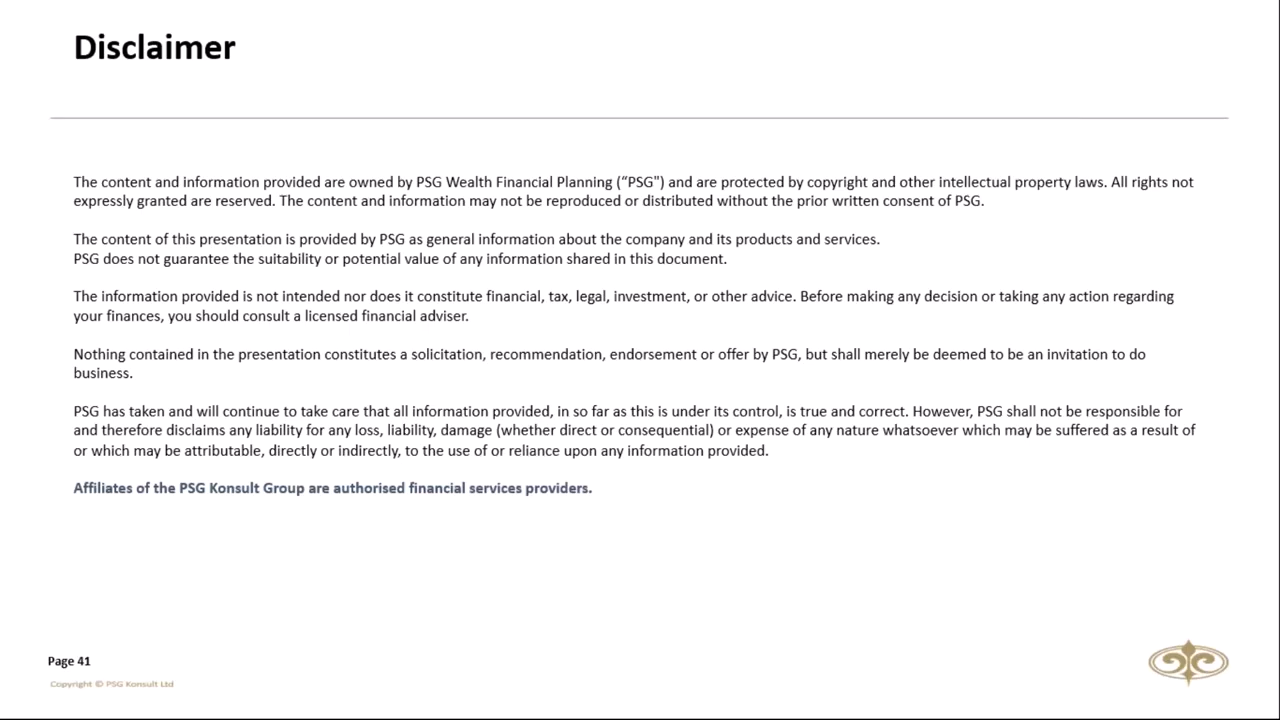 Disclaimer
The content and information provided are owned by PSG Wealth Financial Planning (“PSG") and are protected by copyright and other intellectual property laws. All rights not
expressly granted are reserved. The content and information may not be reproduced or distributed without the prior written consent of PSG.
The content of this presentation is provided by PSG as general information about the company and its products and services.
PSG does not guarantee the suitability or potential value of any information shared in this document.
The information provided is not intended nor does it constitute financial, tax, legal, investment, or other advice. Before making any decision or taking any action regarding
your finances, you should consult a licensed financial adviser.
Nothing contained in the presentation constitutes a solicitation, recommendation, endorsement or offer by PSG, but shall merely be deemed to be an invitation to do
business.
PSG has taken and will continue to take care that all information provided, in so far as this is under its control, is true and correct. However, PSG shall not be responsible for
and therefore disclaims any liability for any loss, liability, damage (whether direct or consequential) or expense of any nature whatsoever which may be suffered as a result of
or which may be attributable, directly or indirectly, to the use of or reliance upon any information provided.
Affiliates of the PSG Konsult Group are authorised financial services providers.
Page 41
Copyright © PSG Konsult Ltd